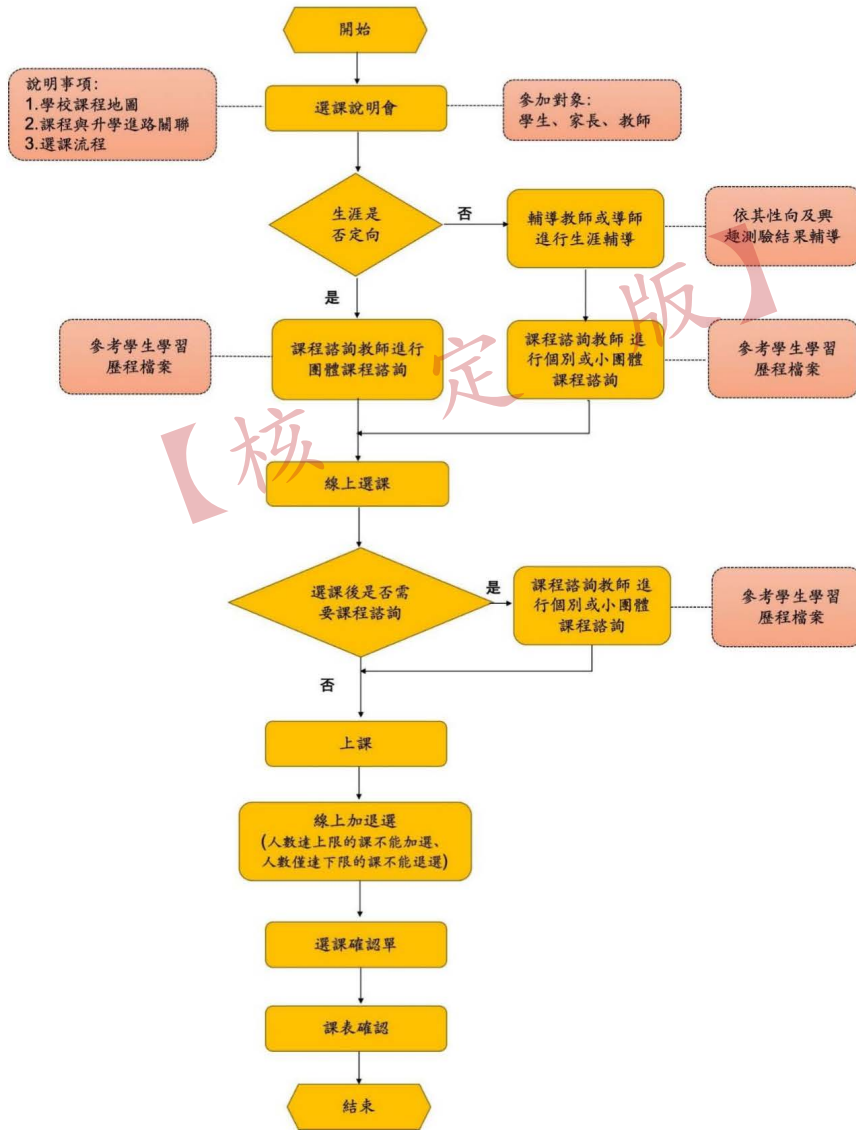 開始
說明事項:
1.學校課程地圖
2.課程與升學進路關聯
3.選課流程
選課說明會
參加對象:
學生、家長、教師
生涯是
否定向
否
輔導教師或導師
進行生涯輔導
依其性向及興
趣測驗結果輔導
是
參考學生學習
歷程檔案
課程諮詢教師進行
團體課程諮詢
課程諮詢教師 進
行個別或小團體
課程諮詢
參考學生學習
歷程檔案
【核定版】
線上選課
選課後是否需
要課程諮詢
是
課程諮詢教師 進
行個別或小團體
課程諮詢
參考學生學習
歷程檔案
否
上課
線上加退選
(人數達上限的課不能加選、
人數僅達下限的課不能退選)
選課確認單
課表確認
結束